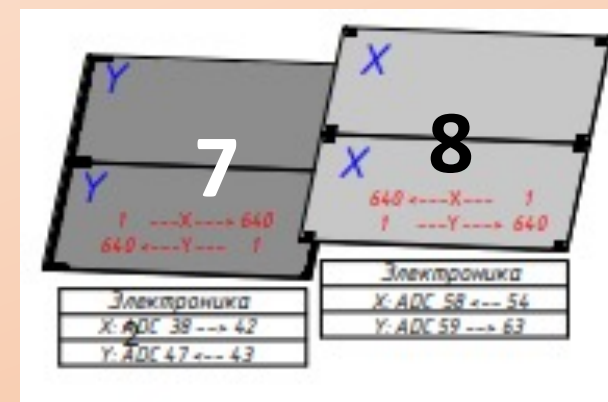 Y
X
7
8
Y
X
1 ---X---> 640
640 <---Y--- 1
640 <---X--- 1
1 ---Y---> 640
Электроника
X: ADC 38 --> 42
Y: ADC 47 <-- 43
2
Электроника
X: ADC 58 <-- 54
Y: ADC 59 --> 63